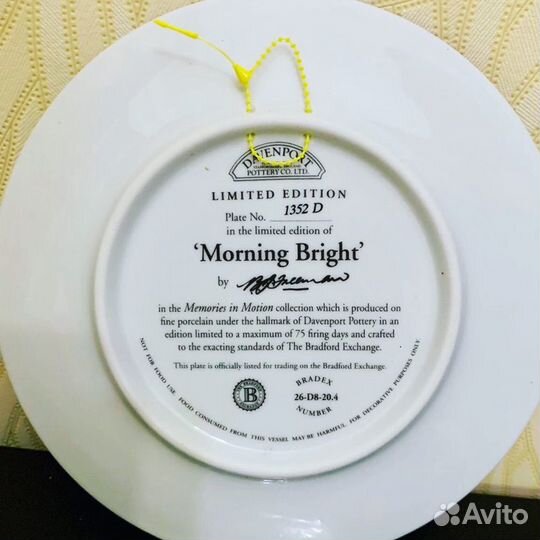 DAVENPORT
POTTERY CO. LTD.
LIMITED EDITION
Plate No. 1352 D
in the limited edition of
‘Morning Bright’
by
in the Memories in Motion collection which is produced on
fine porcelain under the hallmark of Davenport Pottery in an
edition limited to a maximum of 75 firing days and crafted
to the exacting standards of The Bradford Exchange.
This plate is officially listed for trading on the Bradford Exchange.
B
BRADEX
26-D8-20.4
NUMBER
NOT FOR FOOD USE. FOOD CONSUMED FROM THIS VESSEL MAY BE HARMFUL. FOR DECORATIVE PURPOSES ONLY
Avito